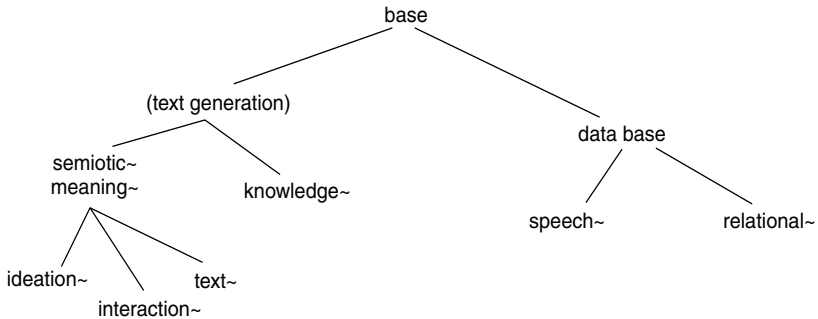 base
(text generation)
data base
semiotic~
meaning~
knowledge~
speech~
relational~
ideation~
text~
interaction~